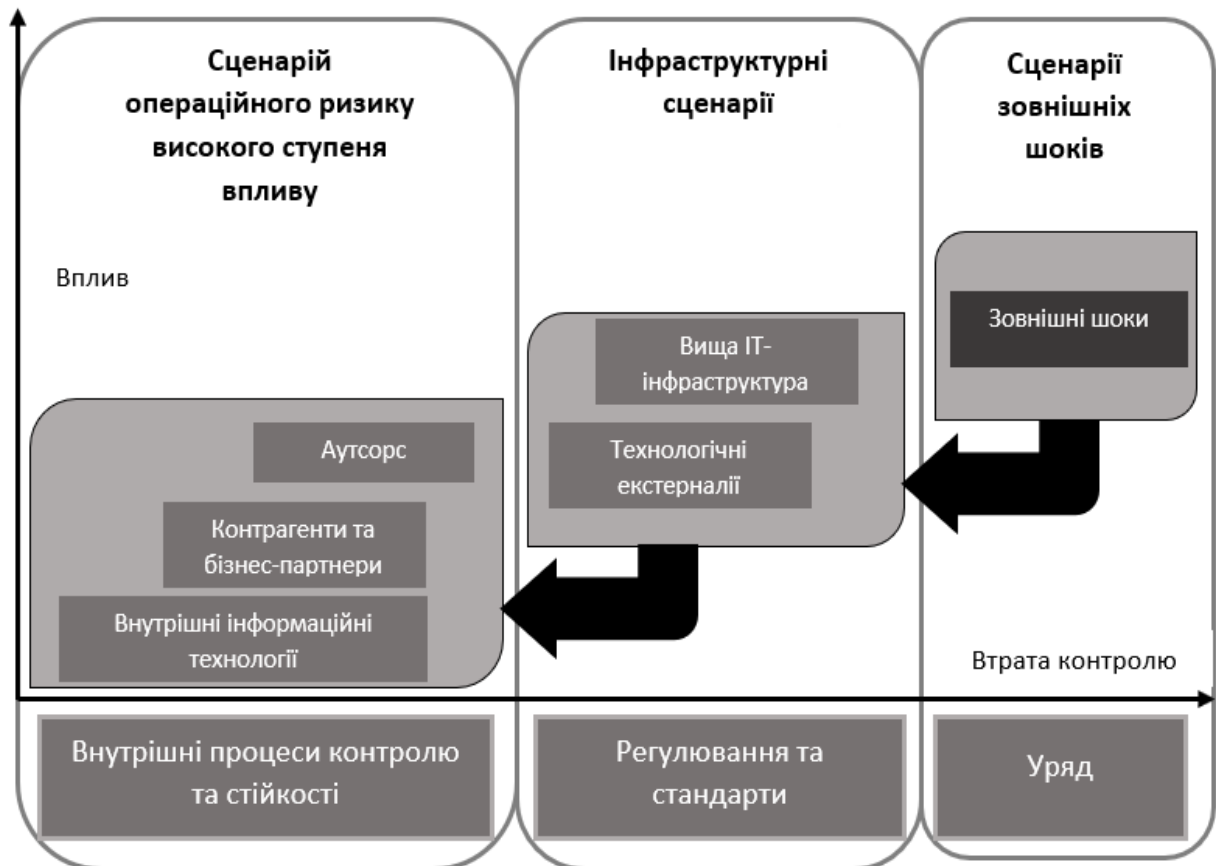 Сценарій
операційного ризику
високого ступеня
впливу
Інфраструктурні
сценарії
Сценарії
зовнішніх
шоків
Вплив
Зовнішні шоки
Вища ІТ-
інфраструктура
Аутсорс
Технологічні
екстерналії
Контрагенти та
бізнес-партнери
Внутрішні інформаційні
технології
Втрата контролю
Внутрішні процеси контролю
та стійкості
Регулювання та
стандарти
Уряд